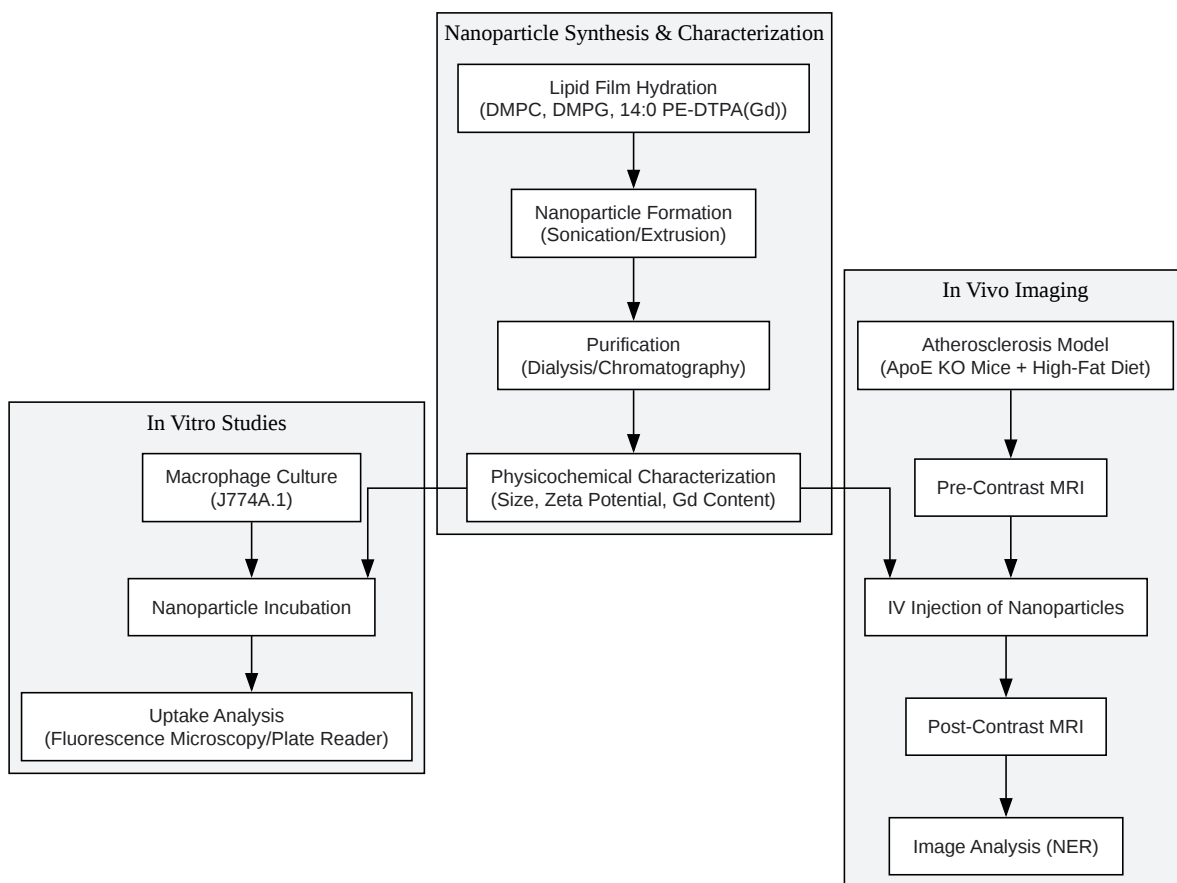 Nanoparticle Synthesis & Characterization
Lipid Film Hydration
(DMPC, DMPG, 14:0 PE-DTPA(Gd))
Nanoparticle Formation
(Sonication/Extrusion)
Purification
(Dialysis/Chromatography)
Physicochemical Characterization
(Size, Zeta Potential, Gd Content)
In Vitro Studies
Macrophage Culture
(J774A.1)
Nanoparticle Incubation
Uptake Analysis
(Fluorescence Microscopy/Plate Reader)
In Vivo Imaging
Atherosclerosis Model
(ApoE KO Mice + High-Fat Diet)
Pre-Contrast MRI
IV Injection of Nanoparticles
Post-Contrast MRI
Image Analysis (NER)